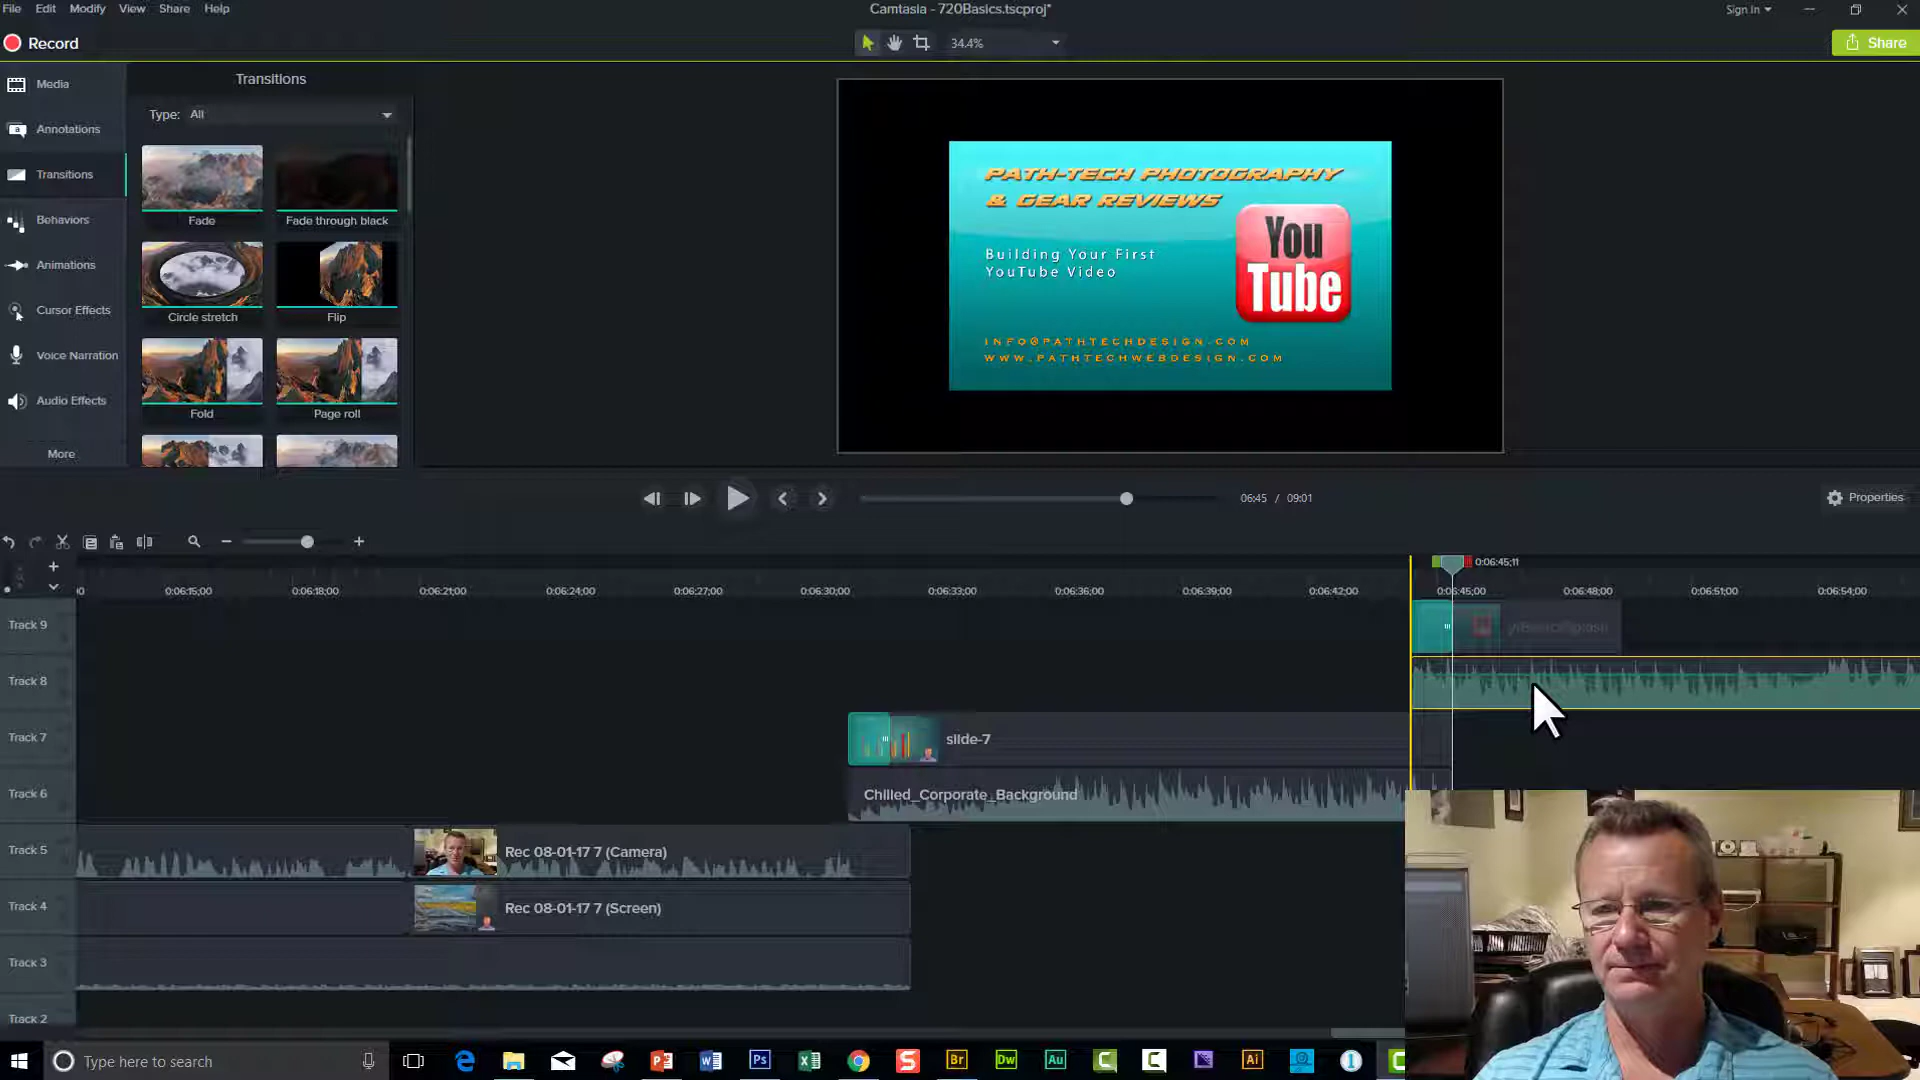 File Edit Modify View Share Help
Camtasia - 720Basics.tscproj*
Sign In
Record
34.4%
Share
Media
Annotations
Transitions
Behaviors
Animations
Cursor Effects
Voice Narration
Audio Effects
More
Transitions
Type: All
Fade
Fade through black
Circle stretch
Flip
Fold
Page roll
PATH-TECH PHOTOGRAPHY
& GEAR REVIEWS
You
Tube
Building Your First
YouTube Video
INFO@PATHTECHDESIGN.COM
WWW.PATHTECHWEBDESIGN.COM
06:45 / 09:01
Properties
0:06:45;11
0:06:15;00 0:06:18;00 0:06:21;00 0:06:24;00 0:06:27;00 0:06:30;00 0:06:33;00 0:06:36;00 0:06:39;00 0:06:42;00 0:06:45;00 0:06:48;00 0:06:51;00 0:06:54;00
Track 9
Track 8
Track 7
slide-7
Track 6
Chilled_Corporate_Background
Track 5
Rec 08-01-17 7 (Camera)
Track 4
Rec 08-01-17 7 (Screen)
Track 3
Track 2
Type here to search
Br
Dw
Au
Ai
Ps